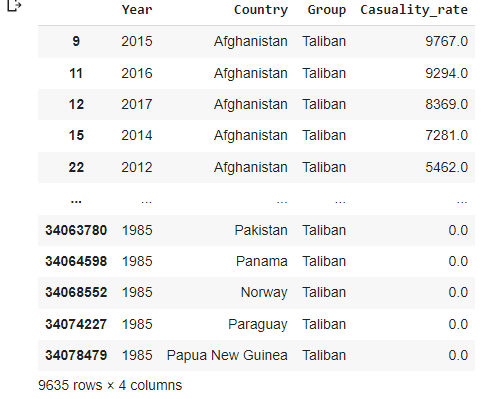 Year Country Group Casuality_rate
9 2015 Afghanistan Taliban 9767.0
11 2016 Afghanistan Taliban 9294.0
12 2017 Afghanistan Taliban 8369.0
15 2014 Afghanistan Taliban 7281.0
22 2012 Afghanistan Taliban 5462.0
... ... ... ... ...
34063780 1985 Pakistan Taliban 0.0
34064598 1985 Panama Taliban 0.0
34068552 1985 Norway Taliban 0.0
34074227 1985 Paraguay Taliban 0.0
34078479 1985 Papua New Guinea Taliban 0.0
9635 rows × 4 columns